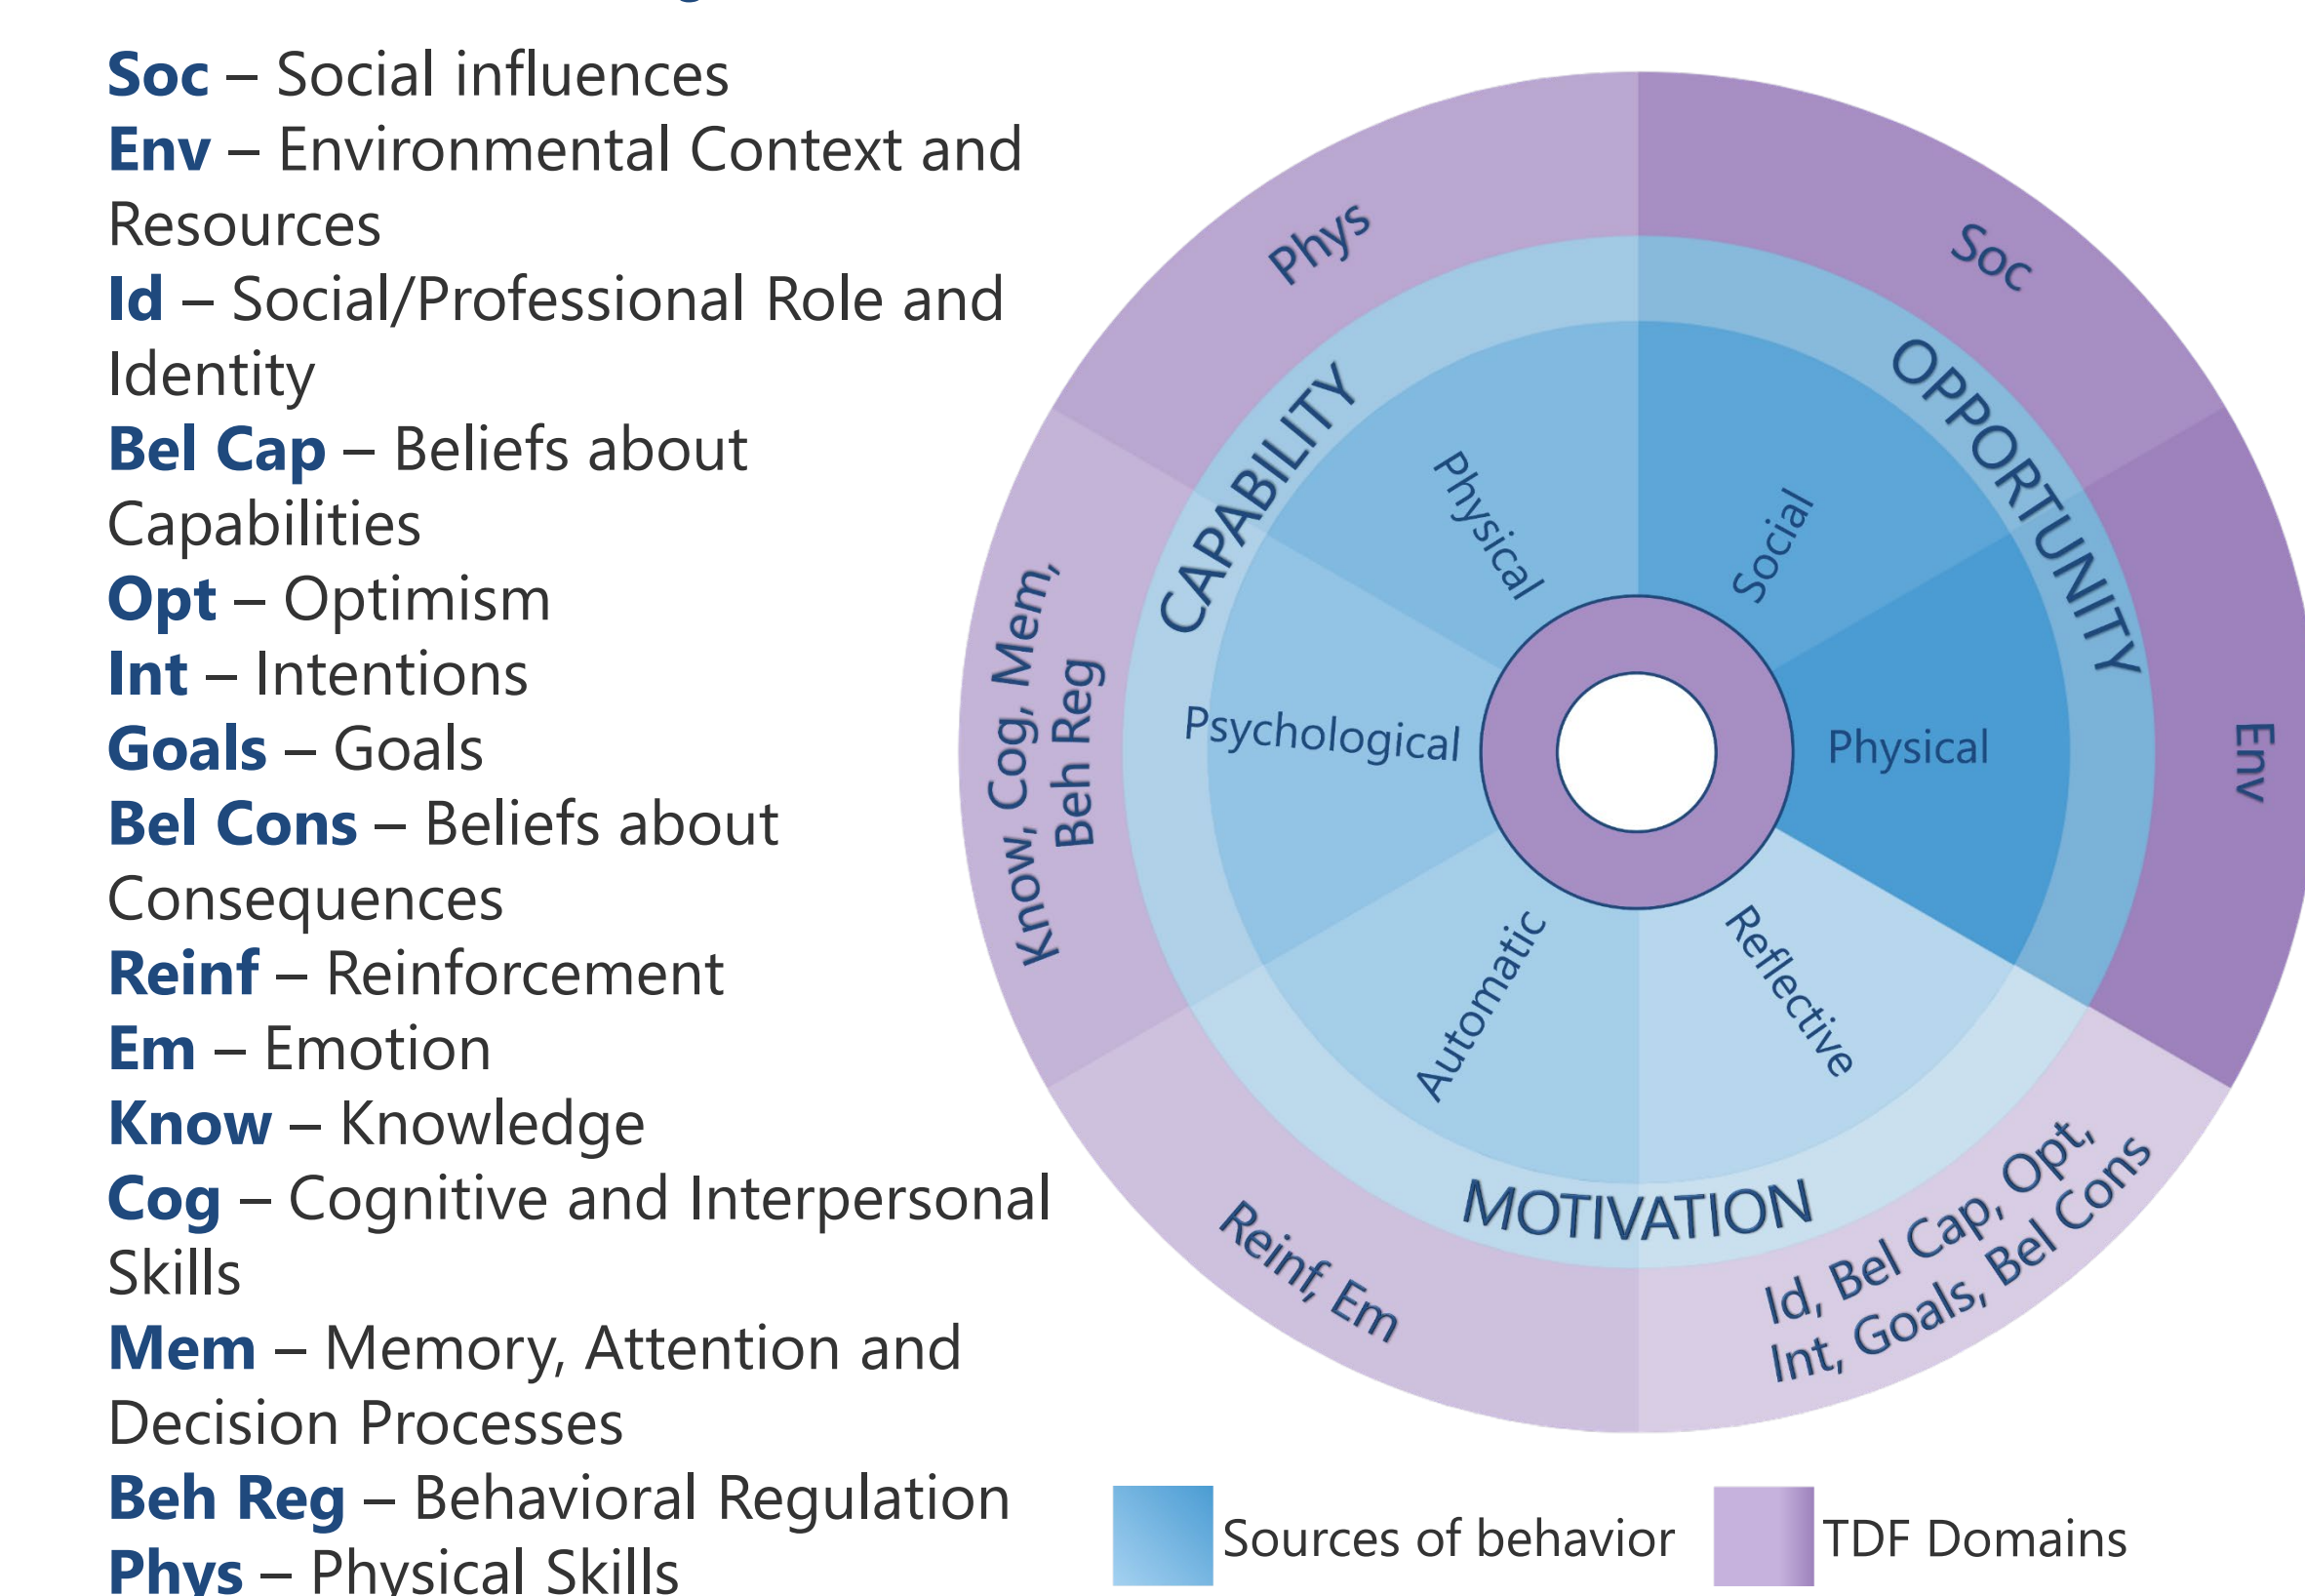 Soc – Social influences
Env – Environmental Context and
Resources
Id – Social/Professional Role and
Identity
Bel Cap – Beliefs about
Capabilities
Opt – Optimism
Int – Intentions
Goals – Goals
Bel Cons – Beliefs about
Consequences
Reinf – Reinforcement
Em – Emotion
Know – Knowledge
Cog – Cognitive and Interpersonal
Skills
Mem – Memory, Attention and
Decision Processes
Beh Reg – Behavioral Regulation
Phys – Physical Skills
Phys
Soc
CAPABILITY
OPPORTUNITY
Physical
Social
Know, Cog, Mem,
Beh Reg
Psychological
Physical
Env
Automatic
Reflective
MOTIVATION
Reinf, Em
Id, Bel Cap, Opt,
Int, Goals, Bel Cons
Sources of behavior
TDF Domains